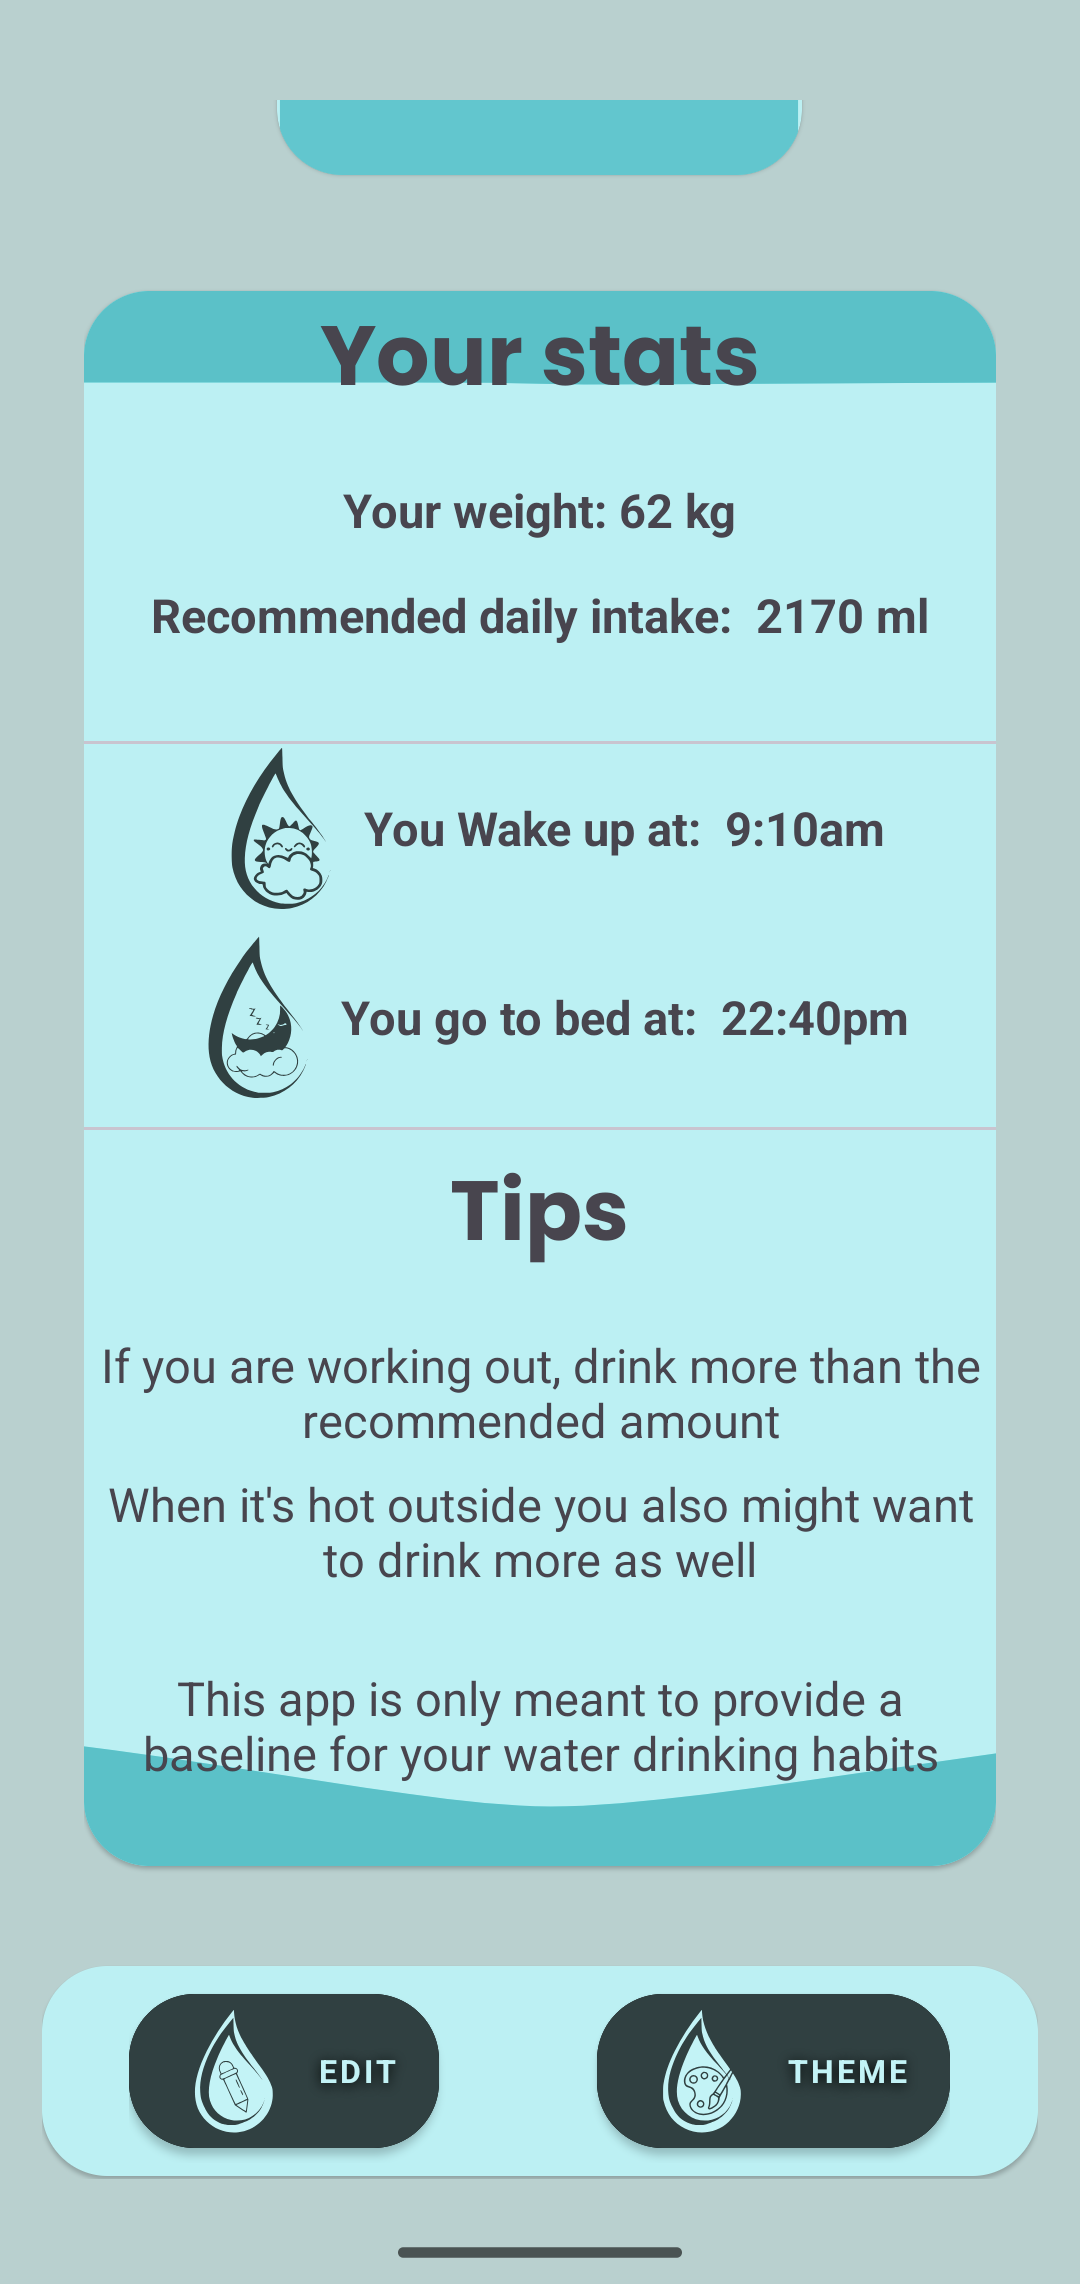 Your stats
Your weight: 62 kg
Recommended daily intake:  2170 ml
You Wake up at:  9:10am
z z z
You go to bed at:  22:40pm
Tips
If you are working out, drink more than the
recommended amount
When it's hot outside you also might want
to drink more as well
This app is only meant to provide a
baseline for your water drinking habits
EDIT
THEME